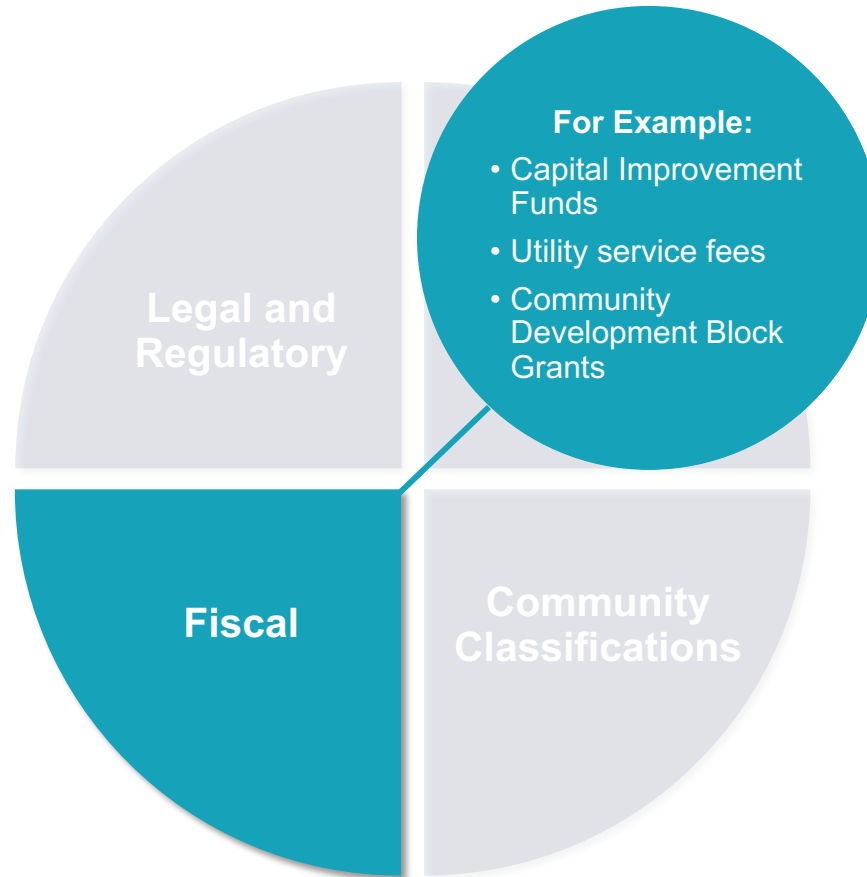 For Example:
• Capital Improvement
Funds
• Utility service fees
• Community
Development Block
Grants
Legal and
Regulatory
Fiscal
Community
Classifications